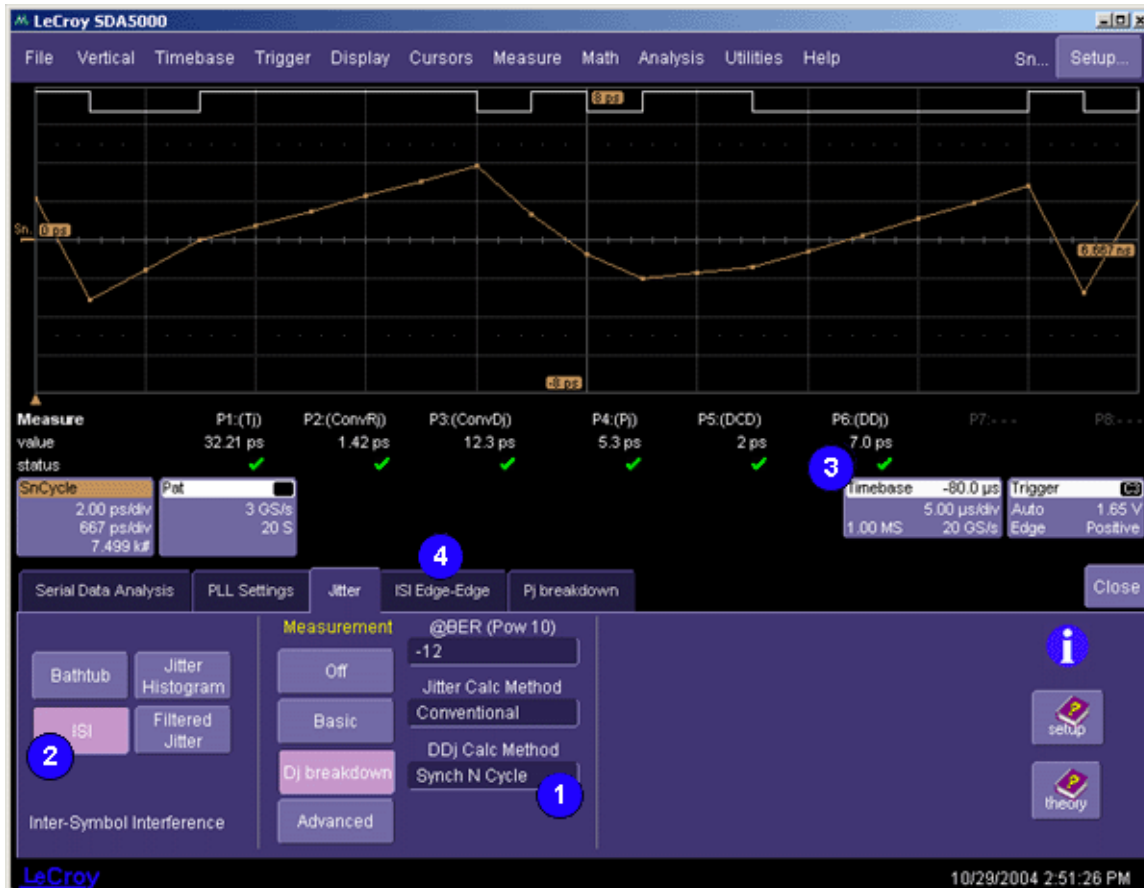 LeCroy SDA5000
File Vertical Timebase Trigger Display Cursors Measure Math Analysis Utilities Help Sn... Setup...
8 ps
Sn. 0 ps
6.667 ns
-8 ps
Measure P1:(Tj) P2:(ConvRj) P3:(ConvDj) P4:(Pj) P5:(DCD) P6:(DDj) P7:--- P8:---
value 32.21 ps 1.42 ps 12.3 ps 5.3 ps 2 ps 7.0 ps
status
3
SnCycle
2.00 ps/div
667 ps/div
7.499 k#
Pat
3 GS/s
20 S
Timebase -80.0 µs
5.00 µs/div
1.00 MS 20 GS/s
Trigger C3
Auto 1.65 V
Edge Positive
4
Serial Data Analysis PLL Settings Jitter ISI Edge-Edge Pj breakdown Close
Bathtub
Jitter
Histogram
ISI
Filtered
Jitter
2
Inter-Symbol Interference
Measurement
Off
Basic
Dj breakdown
Advanced
@BER (Pow 10)
-12
Jitter Calc Method
Conventional
DDj Calc Method
Synch N Cycle
1
i
?
setup
?
theory
LeCroy 10/29/2004 2:51:26 PM